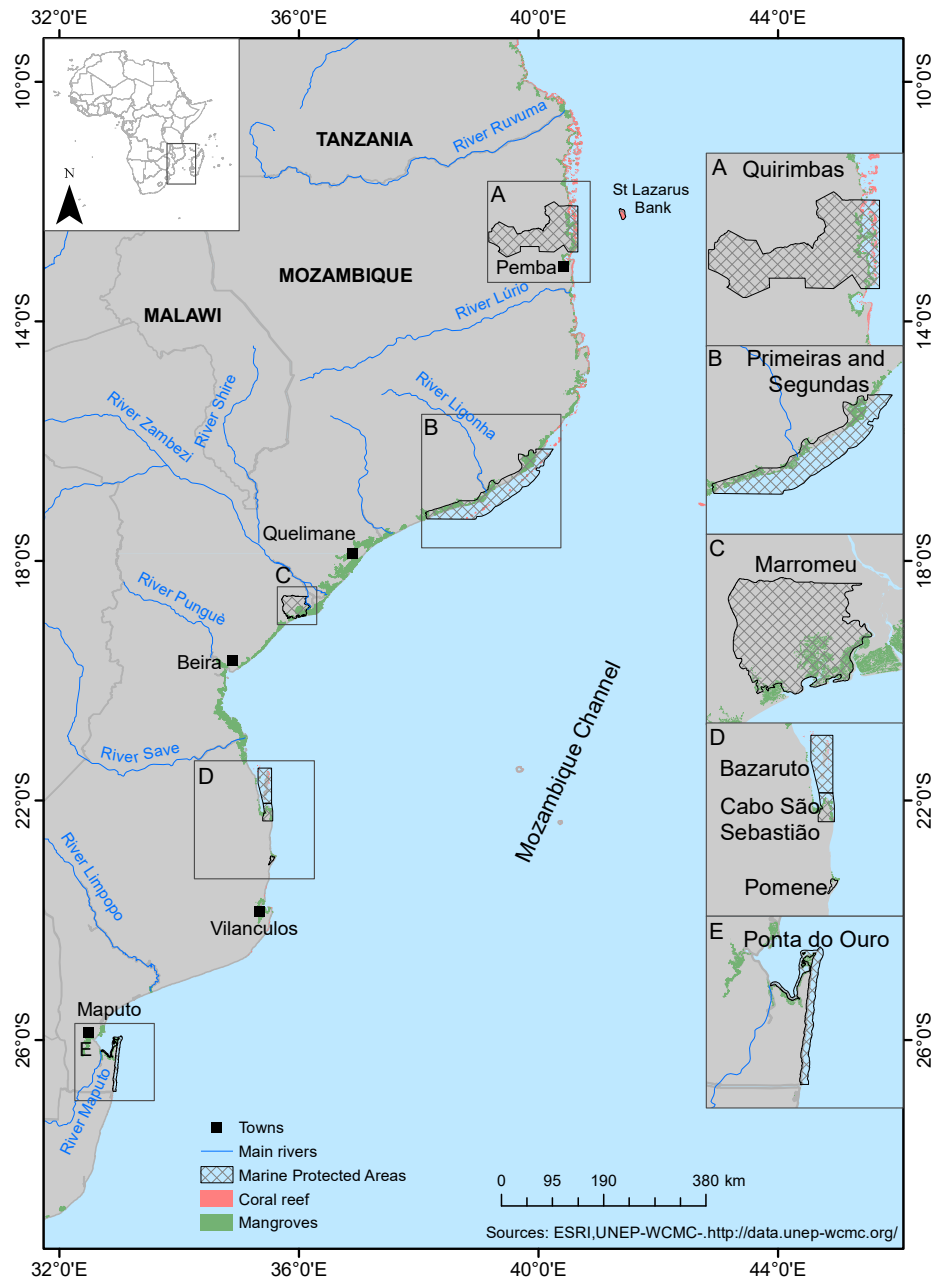 32°0'E 36°0'E 40°0'E 44°0'E
10°0'S
14°0'S
18°0'S
22°0'S
26°0'S
N
TANZANIA
River Ruvuma
A
St Lazarus
Bank
Pemba
MOZAMBIQUE
MALAWI
River Lúrio
River Shire
River Zambezi
River Ligonha
B
Quelimane
C
River Punguè
Beira
River Save
D
Mozambique Channel
River Limpopo
Vilanculos
Maputo
E
River Maputo
A Quirimbas
B Primeiras and
Segundas
C Marromeu
D
Bazaruto
Cabo São
Sebastião
Pomene
E Ponta do Ouro
10°0'S
14°0'S
18°0'S
22°0'S
26°0'S
Towns
Main rivers
Marine Protected Areas
Coral reef
Mangroves
0 95 190 380 km
Sources: ESRI,UNEP-WCMC-.http://data.unep-wcmc.org/
32°0'E 36°0'E 40°0'E 44°0'E